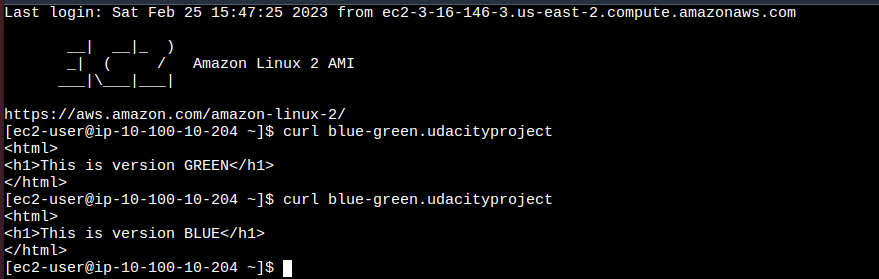 Last login: Sat Feb 25 15:47:25 2023 from ec2-3-16-146-3.us-east-2.compute.amazonaws.com
       __|  __|_  )
       _|  (     /   Amazon Linux 2 AMI
      ___|\___|___|
https://aws.amazon.com/amazon-linux-2/
[ec2-user@ip-10-100-10-204 ~]$ curl blue-green.udacityproject
<html>
<h1>This is version GREEN</h1>
</html>
[ec2-user@ip-10-100-10-204 ~]$ curl blue-green.udacityproject
<html>
<h1>This is version BLUE</h1>
</html>
[ec2-user@ip-10-100-10-204 ~]$